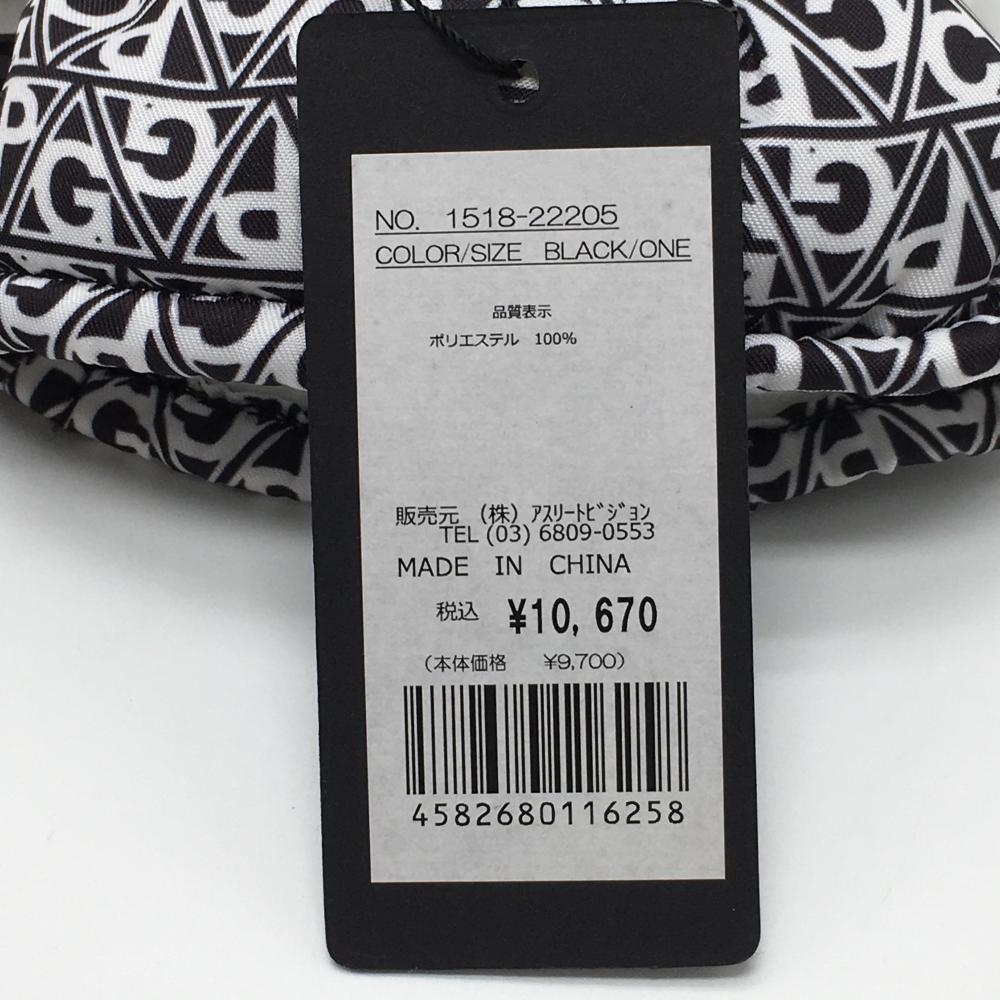 NO. 1518-22205
COLOR/SIZE BLACK/ONE
品質表示
ポリエステル 100%
販売元 (株) ｱｽﾘｰﾄﾋﾞｼﾞｮﾝ
TEL (03) 6809-0553
MADE IN CHINA
税込 ¥10,670
(本体価格 ¥9,700)
4582680116258